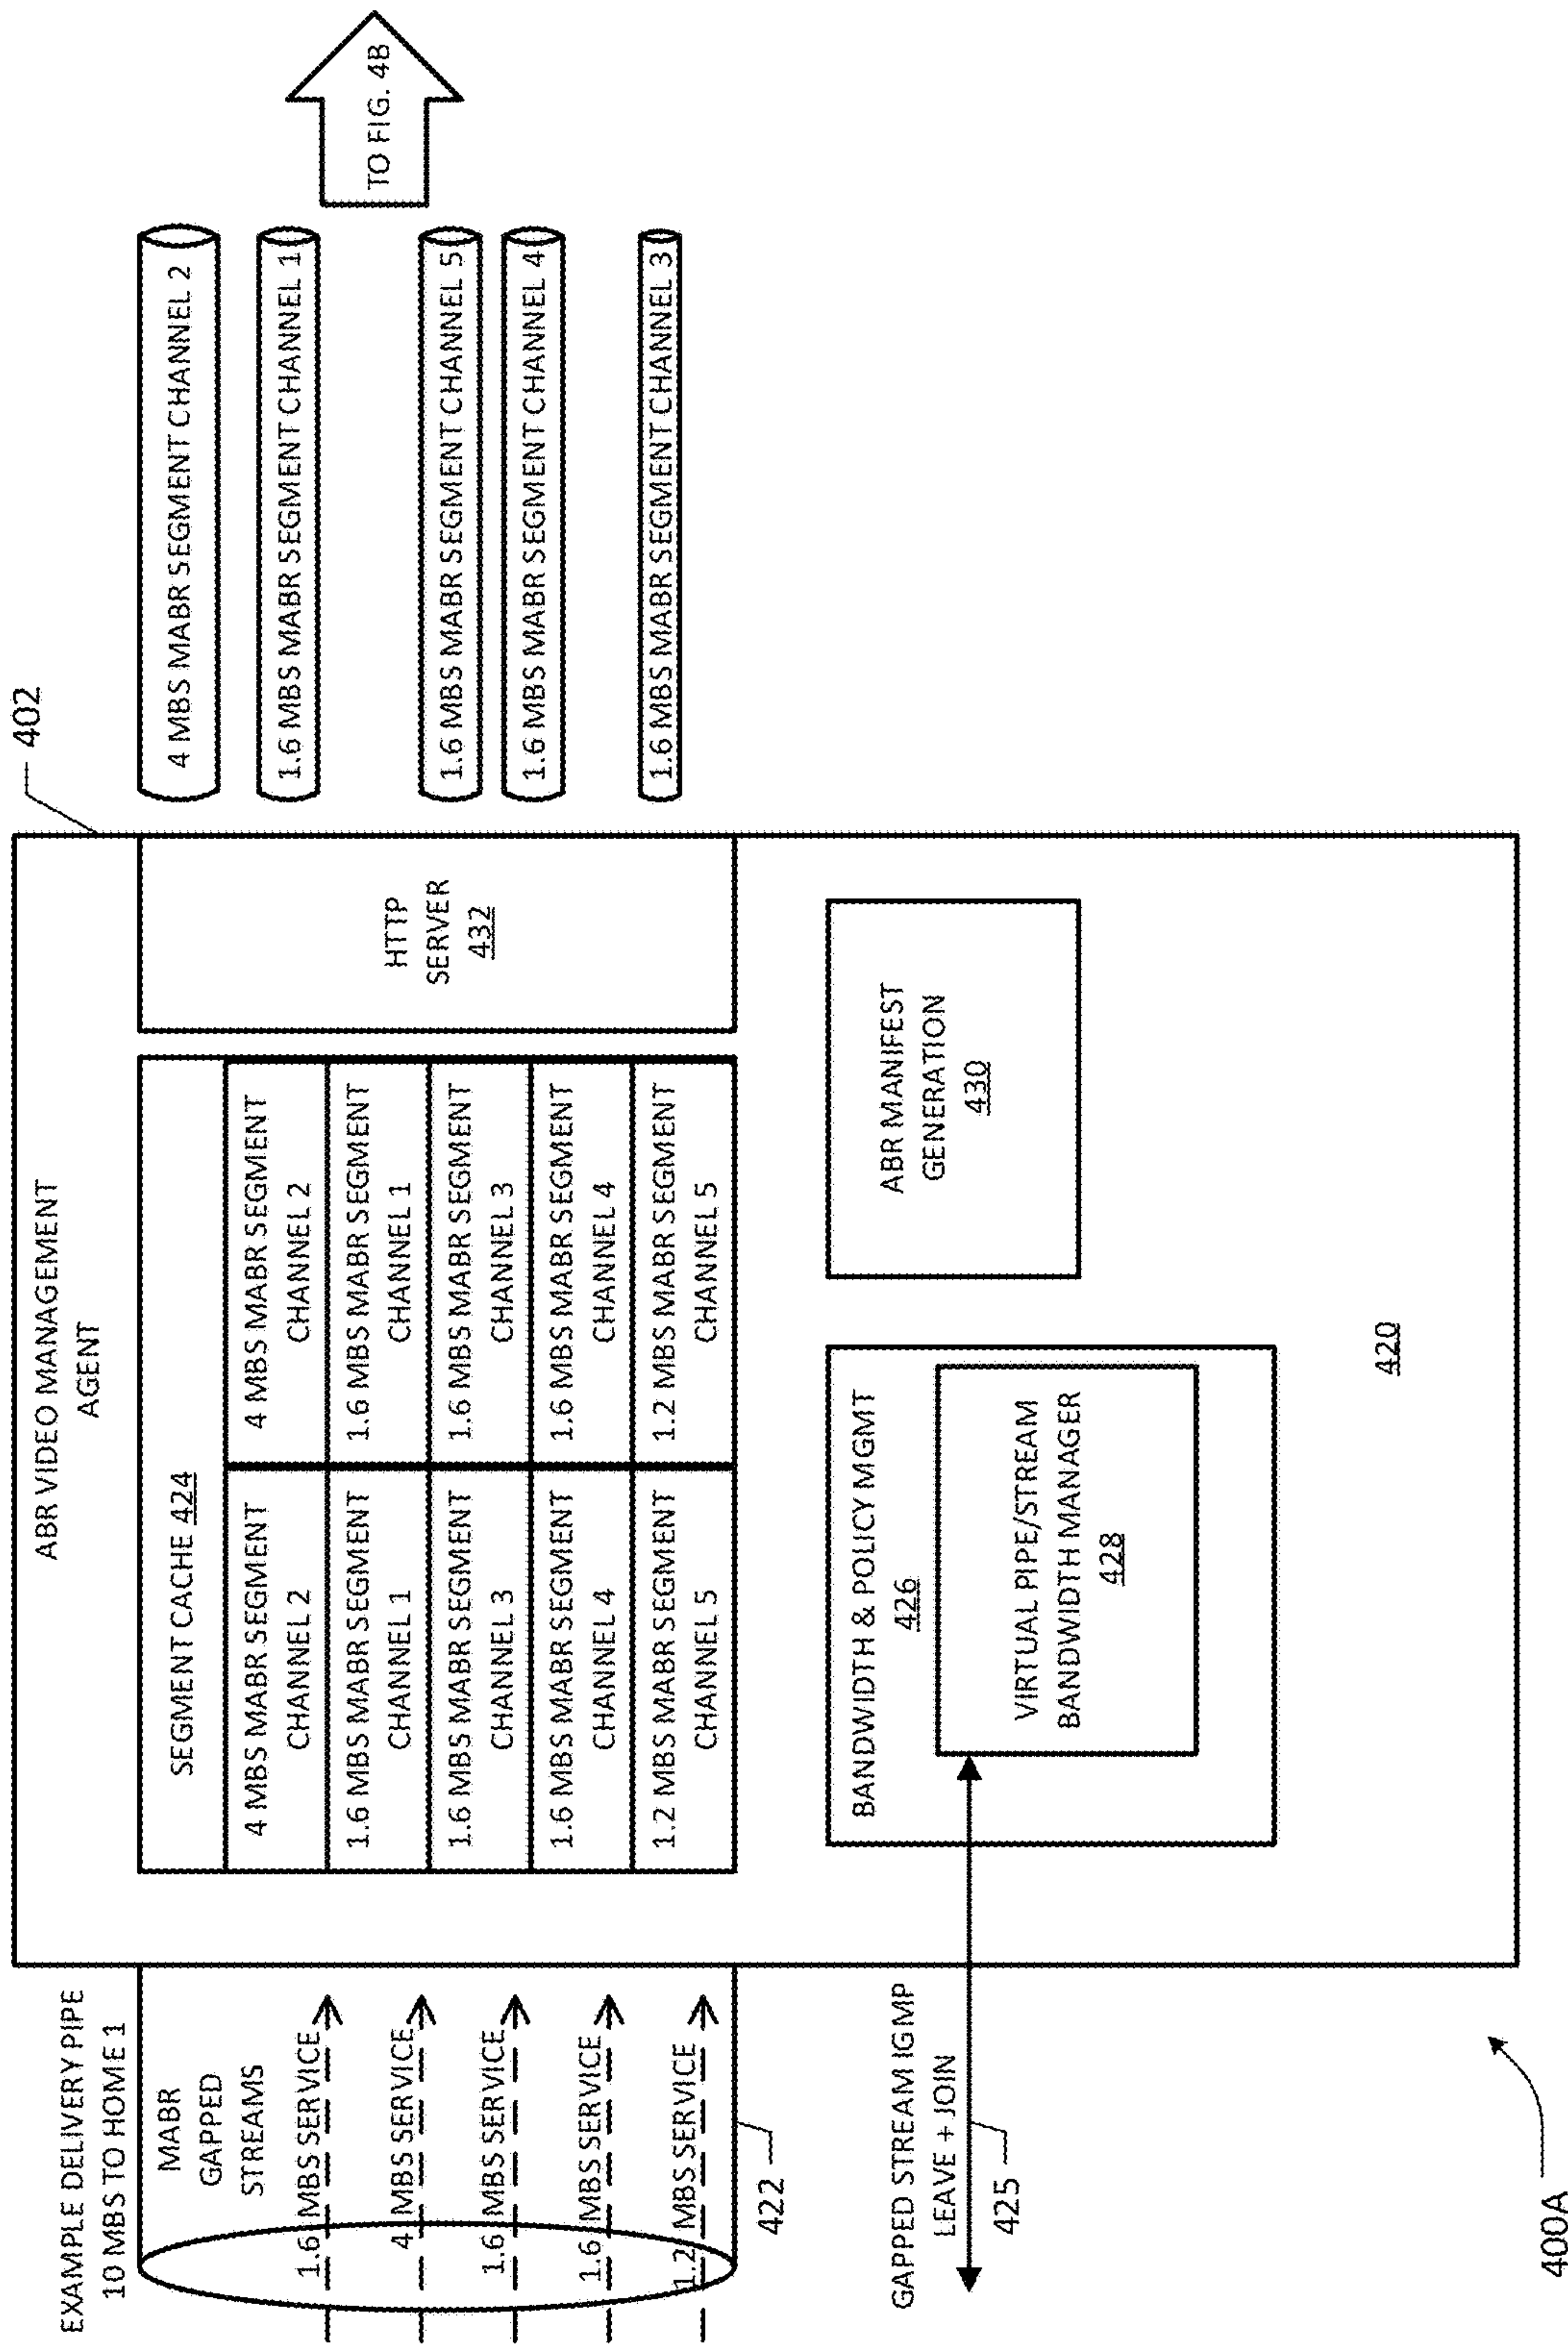 EXAMPLE DELIVERY PIPE
10 MBS TO HOME 1
MABR
GAPPED
STREAMS
1.6 MBS SERVICE
4 MBS SERVICE
1.6 MBS SERVICE
1.6 MBS SERVICE
1.2 MBS SERVICE
422
GAPPED STREAM IGMP
LEAVE + JOIN
425
400A
402
ABR VIDEO MANAGEMENT
AGENT
SEGMENT CACHE 424
4 MBS MABR SEGMENT
CHANNEL 2
4 MBS MABR SEGMENT
CHANNEL 2
1.6 MBS MABR SEGMENT
CHANNEL 1
1.6 MBS MABR SEGMENT
CHANNEL 1
1.6 MBS MABR SEGMENT
CHANNEL 3
1.6 MBS MABR SEGMENT
CHANNEL 3
1.6 MBS MABR SEGMENT
CHANNEL 4
1.6 MBS MABR SEGMENT
CHANNEL 4
1.2 MBS MABR SEGMENT
CHANNEL 5
1.2 MBS MABR SEGMENT
CHANNEL 5
HTTP
SERVER
432
BANDWIDTH & POLICY MGMT
426
VIRTUAL PIPE/STREAM
BANDWIDTH MANAGER
428
ABR MANIFEST
GENERATION
430
420
4 MBS MABR SEGMENT CHANNEL 2
1.6 MBS MABR SEGMENT CHANNEL 1
1.6 MBS MABR SEGMENT CHANNEL 5
1.6 MBS MABR SEGMENT CHANNEL 4
1.6 MBS MABR SEGMENT CHANNEL 3
TO FIG. 4B